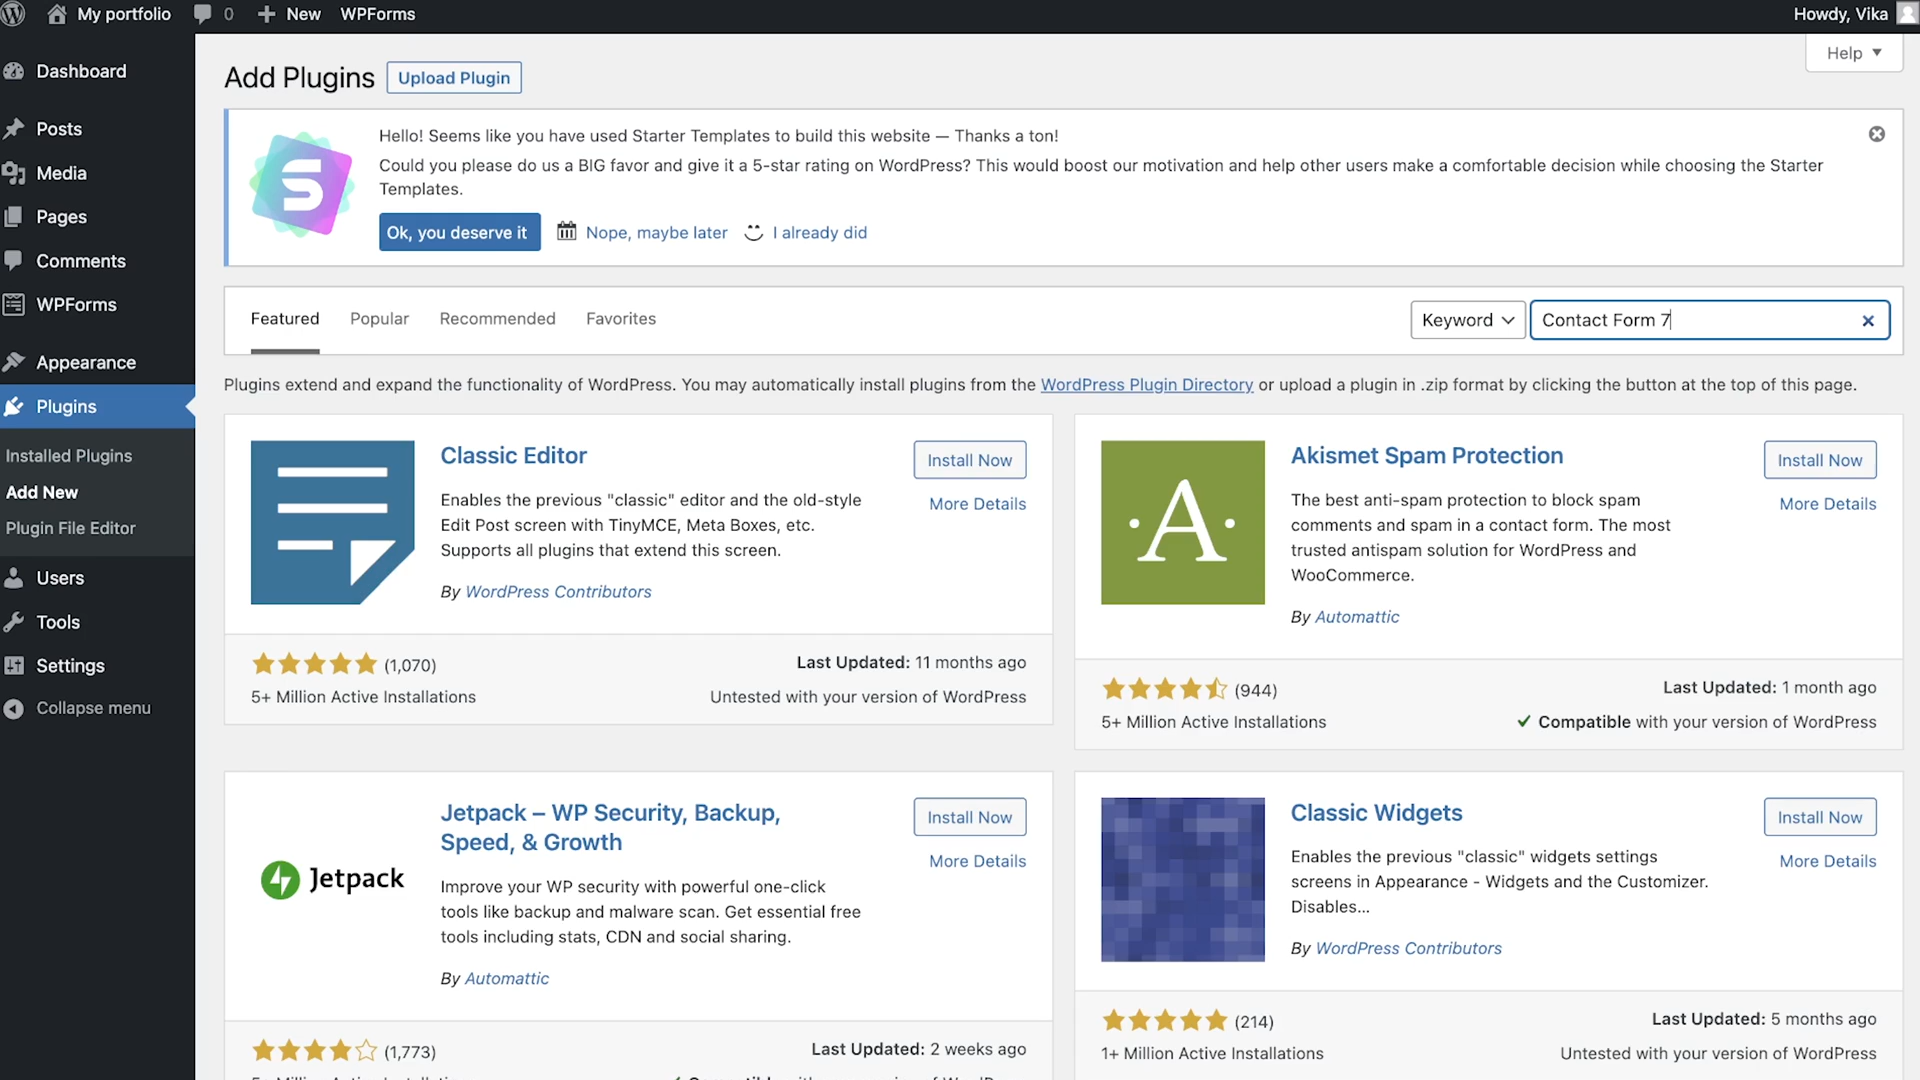 My portfolio
0
New
WPForms
Howdy, Vika
Help
Dashboard
Posts
Media
Pages
Comments
WPForms
Appearance
Plugins
Installed Plugins
Add New
Plugin File Editor
Users
Tools
Settings
Collapse menu
Add Plugins
Upload Plugin
S
Hello! Seems like you have used Starter Templates to build this website — Thanks a ton!
Could you please do us a BIG favor and give it a 5-star rating on WordPress? This would boost our motivation and help other users make a comfortable decision while choosing the Starter
Templates.
Ok, you deserve it
Nope, maybe later
I already did
Featured
Popular
Recommended
Favorites
Keyword
Contact Form 7
Plugins extend and expand the functionality of WordPress. You may automatically install plugins from the WordPress Plugin Directory or upload a plugin in .zip format by clicking the button at the top of this page.
Classic Editor
Install Now
More Details
Enables the previous "classic" editor and the old-style
Edit Post screen with TinyMCE, Meta Boxes, etc.
Supports all plugins that extend this screen.
By WordPress Contributors
(1,070)
Last Updated: 11 months ago
5+ Million Active Installations
Untested with your version of WordPress
A
Akismet Spam Protection
Install Now
More Details
The best anti-spam protection to block spam
comments and spam in a contact form. The most
trusted antispam solution for WordPress and
WooCommerce.
By Automattic
(944)
Last Updated: 1 month ago
5+ Million Active Installations
Compatible with your version of WordPress
Jetpack
Jetpack – WP Security, Backup,
Speed, & Growth
Install Now
More Details
Improve your WP security with powerful one-click
tools like backup and malware scan. Get essential free
tools including stats, CDN and social sharing.
By Automattic
(1,773)
Last Updated: 2 weeks ago
Classic Widgets
Install Now
More Details
Enables the previous "classic" widgets settings
screens in Appearance - Widgets and the Customizer.
Disables...
By WordPress Contributors
(214)
Last Updated: 5 months ago
1+ Million Active Installations
Untested with your version of WordPress